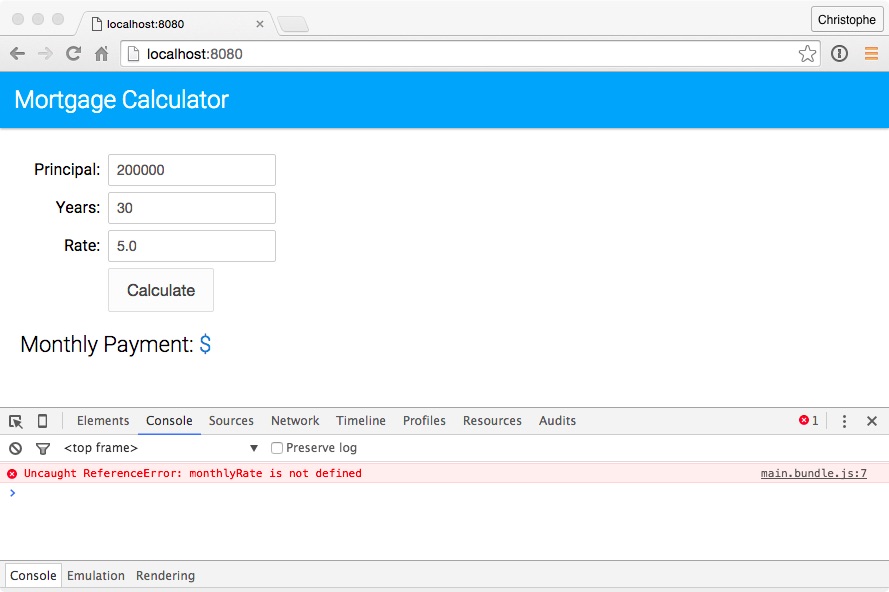 localhost:8080
Christophe
localhost:8080
Mortgage Calculator
Principal: 200000
Years: 30
Rate: 5.0
Calculate
Monthly Payment: $
Elements Console Sources Network Timeline Profiles Resources Audits 1
<top frame> Preserve log
Uncaught ReferenceError: monthlyRate is not defined main.bundle.js:7
>
Console Emulation Rendering